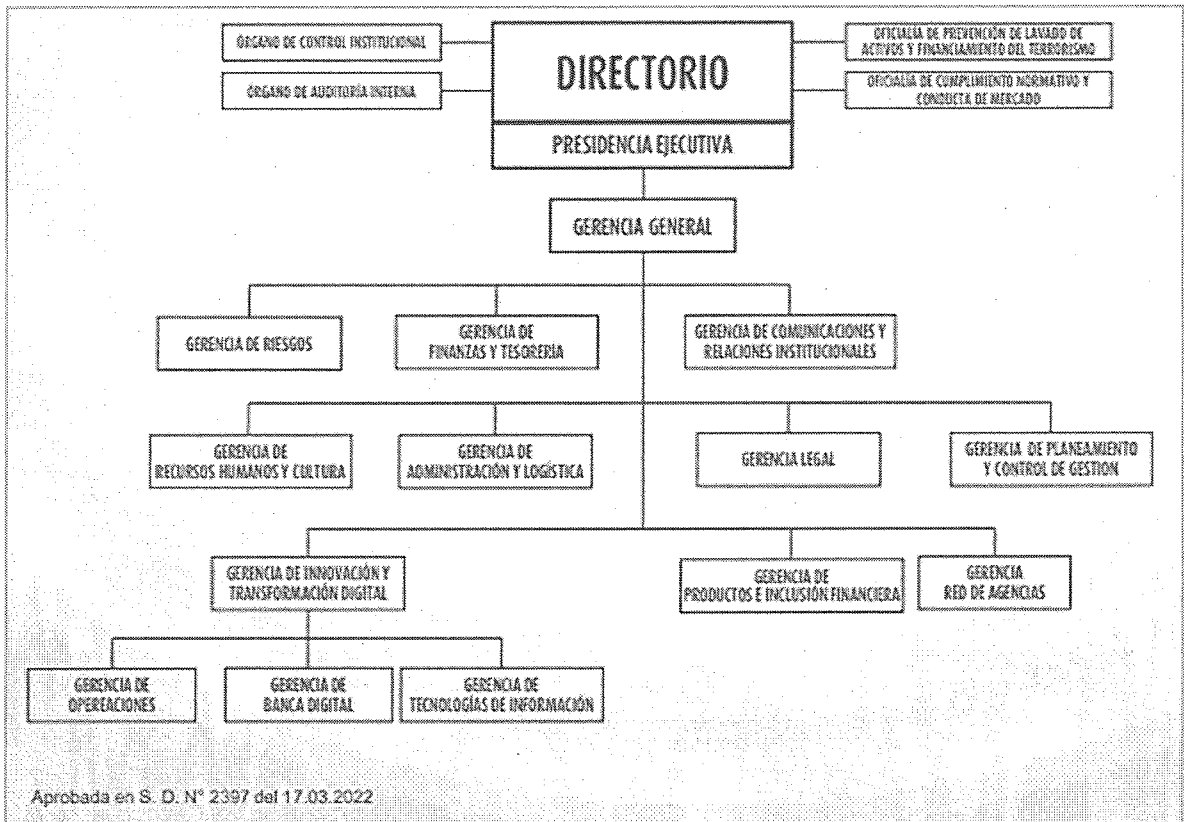 ÓRGANO DE CONTROL INSTITUCIONAL
ÓRGANO DE AUDITORÍA INTERNA
DIRECTORIO
PRESIDENCIA EJECUTIVA
OFICIALÍA DE PREVENCIÓN DE LAVADO DE
ACTIVOS Y FINANCIAMIENTO DEL TERRORISMO
OFICIALÍA DE CUMPLIMIENTO NORMATIVO Y
CONDUCTA DE MERCADO
GERENCIA GENERAL
GERENCIA DE RIESGOS
GERENCIA DE
FINANZAS Y TESORERÍA
GERENCIA DE COMUNICACIONES Y
RELACIONES INSTITUCIONALES
GERENCIA DE
RECURSOS HUMANOS Y CULTURA
GERENCIA DE
ADMINISTRACIÓN Y LOGÍSTICA
GERENCIA LEGAL
GERENCIA DE PLANEAMIENTO
Y CONTROL DE GESTION
GERENCIA DE INNOVACIÓN Y
TRANSFORMACIÓN DIGITAL
GERENCIA DE
PRODUCTOS E INCLUSIÓN FINANCIERA
GERENCIA
RED DE AGENCIAS
GERENCIA DE
OPEREACIONES
GERENCIA DE
BANCA DIGITAL
GERENCIA DE
TECNOLOGÍAS DE INFORMACIÓN
Aprobada en S. D. N° 2397 del 17.03.2022